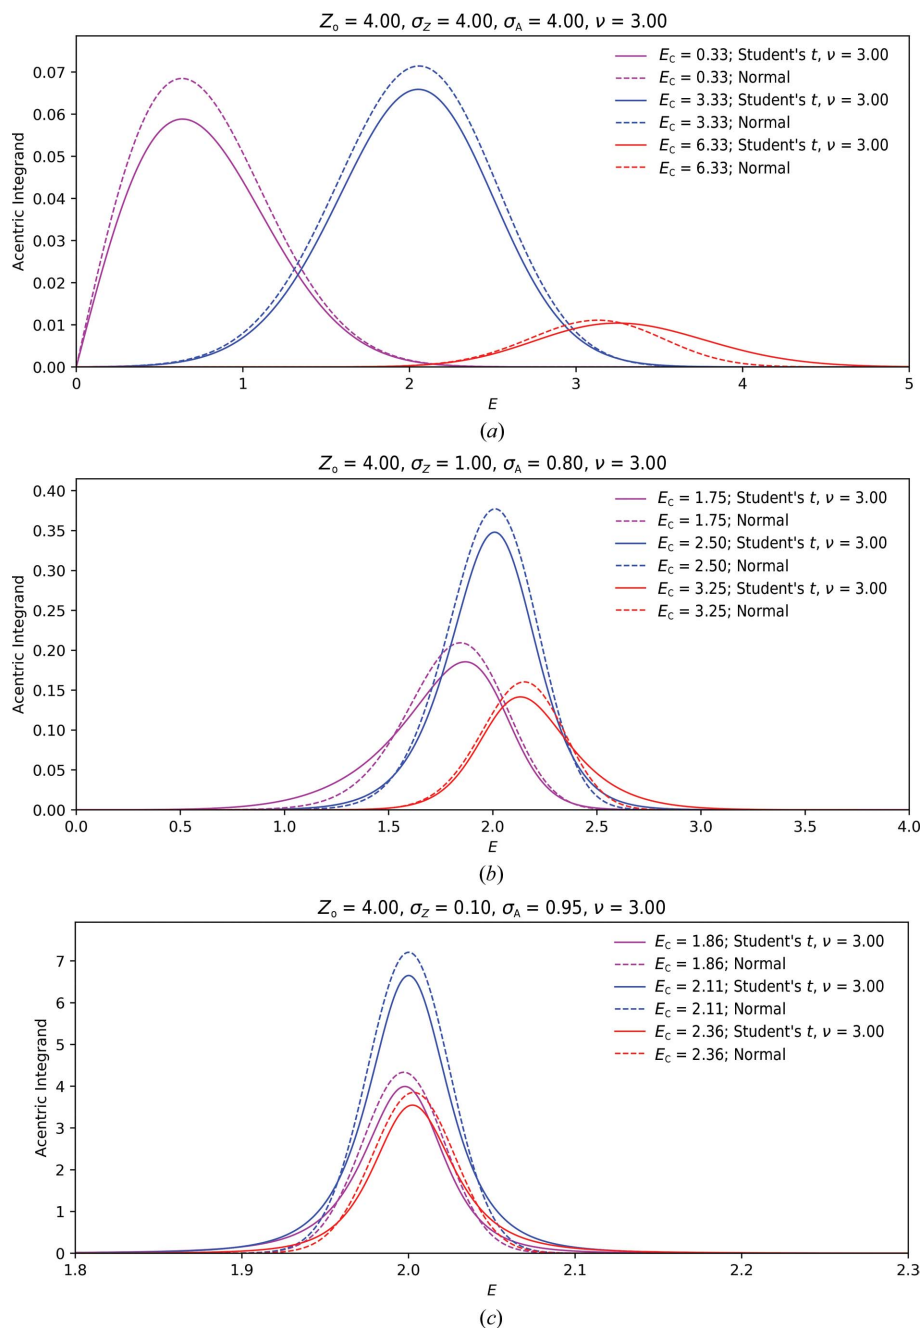 Z₀ = 4.00, σ_Z = 4.00, σ_A = 4.00, ν = 3.00
Acentric Integrand
0.07
0.06
0.05
0.04
0.03
0.02
0.01
0.00
E_C = 0.33; Student's t, ν = 3.00
E_C = 0.33; Normal
E_C = 3.33; Student's t, ν = 3.00
E_C = 3.33; Normal
E_C = 6.33; Student's t, ν = 3.00
E_C = 6.33; Normal
0 1 2 3 4 5
E
(a)
Z₀ = 4.00, σ_Z = 1.00, σ_A = 0.80, ν = 3.00
Acentric Integrand
0.40
0.35
0.30
0.25
0.20
0.15
0.10
0.05
0.00
E_C = 1.75; Student's t, ν = 3.00
E_C = 1.75; Normal
E_C = 2.50; Student's t, ν = 3.00
E_C = 2.50; Normal
E_C = 3.25; Student's t, ν = 3.00
E_C = 3.25; Normal
0.0 0.5 1.0 1.5 2.0 2.5 3.0 3.5 4.0
E
(b)
Z₀ = 4.00, σ_Z = 0.10, σ_A = 0.95, ν = 3.00
Acentric Integrand
7
6
5
4
3
2
1
0
E_C = 1.86; Student's t, ν = 3.00
E_C = 1.86; Normal
E_C = 2.11; Student's t, ν = 3.00
E_C = 2.11; Normal
E_C = 2.36; Student's t, ν = 3.00
E_C = 2.36; Normal
1.8 1.9 2.0 2.1 2.2 2.3
E
(c)